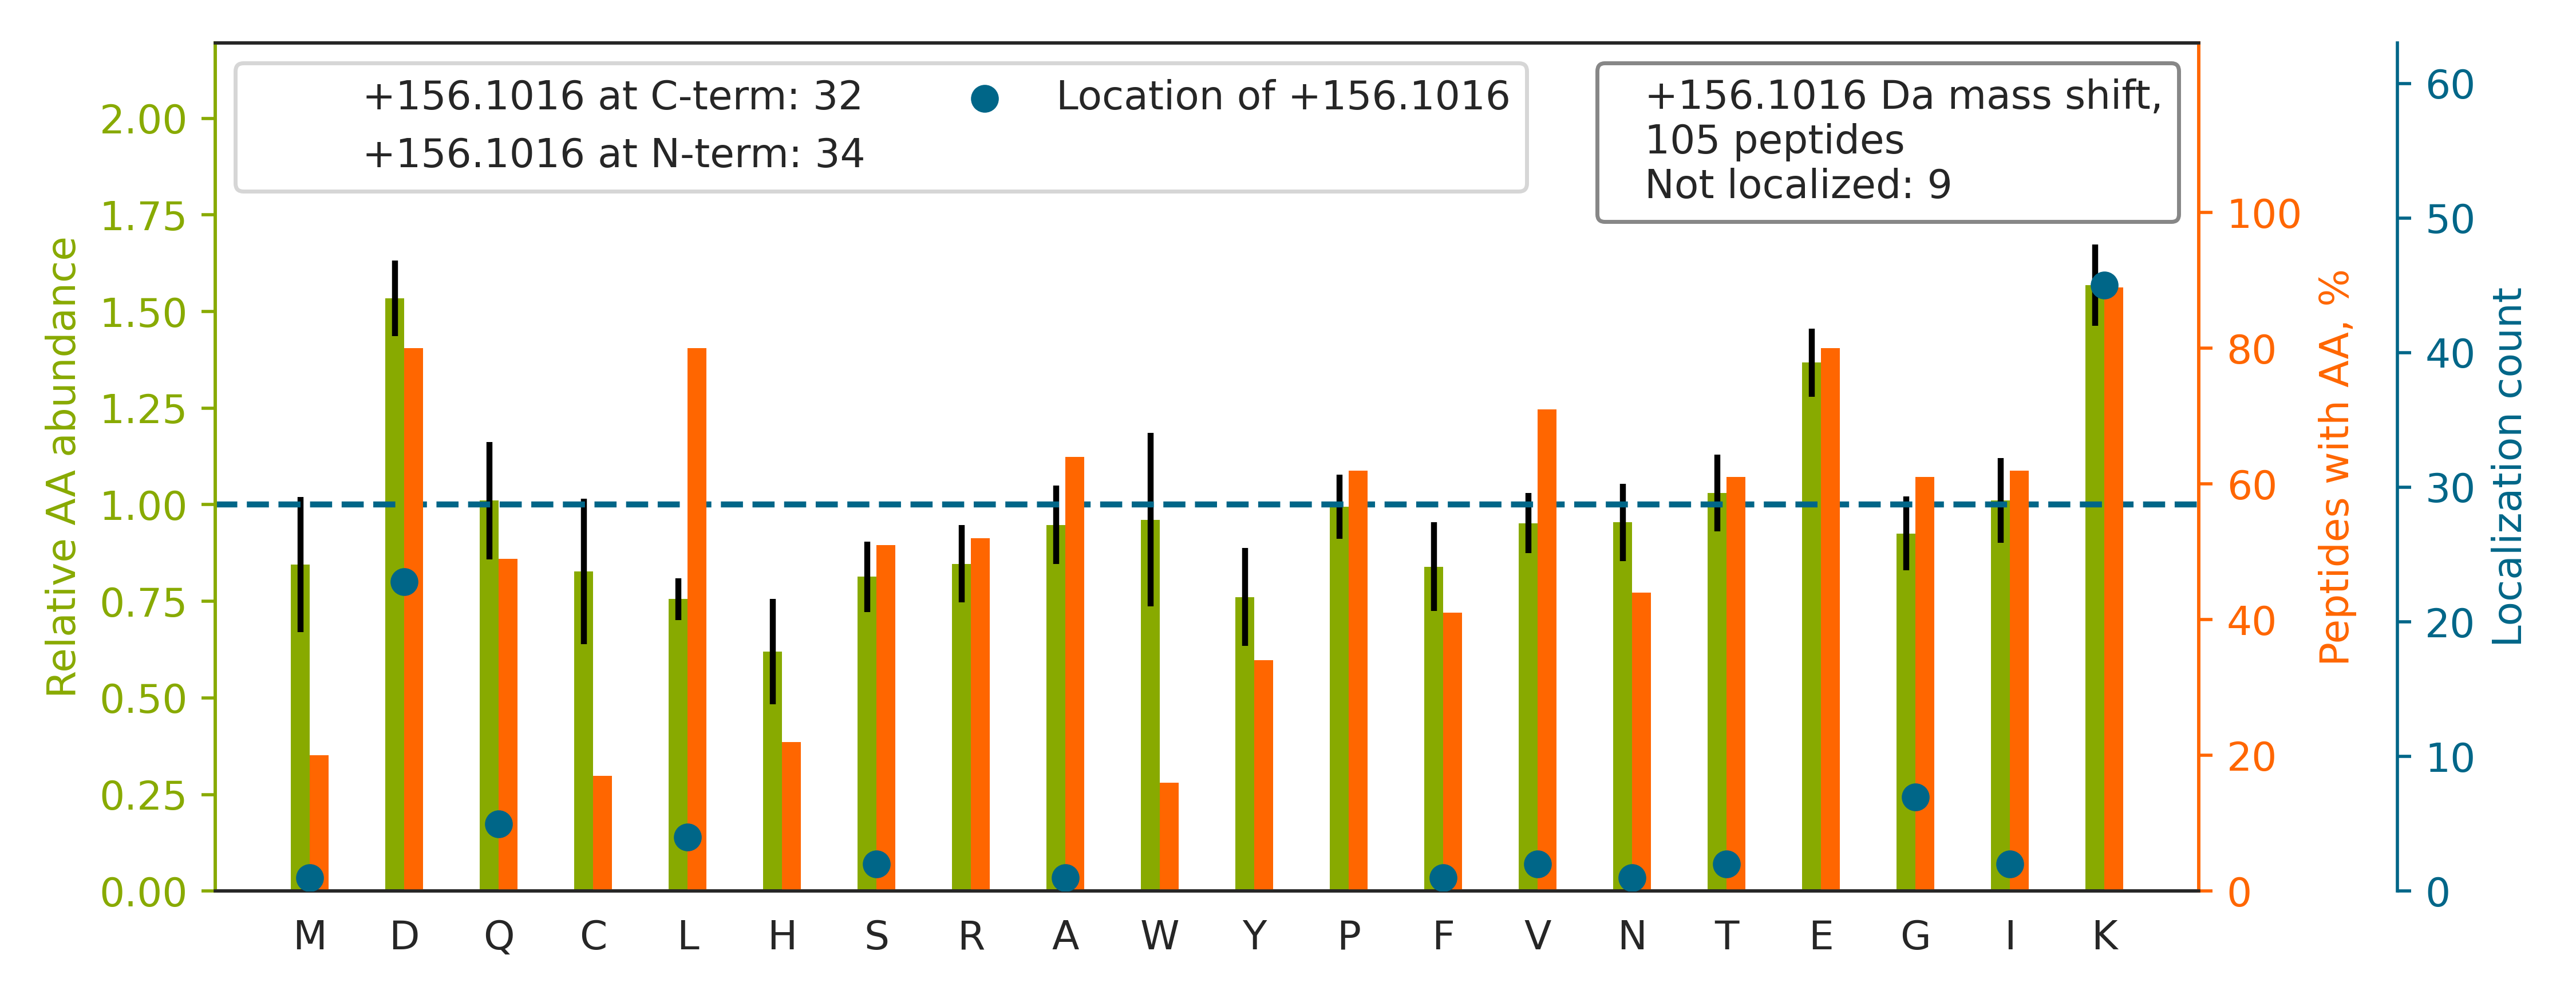 +156.1016 at C-term: 32
+156.1016 at N-term: 34
Location of +156.1016
+156.1016 Da mass shift,
105 peptides
Not localized: 9
Relative AA abundance
2.00
1.75
1.50
1.25
1.00
0.75
0.50
0.25
0.00
M D Q C L H S R A W Y P F V N T E G I K
100
80
60
40
20
0
Peptides with AA, %
60
50
40
30
20
10
0
Localization count